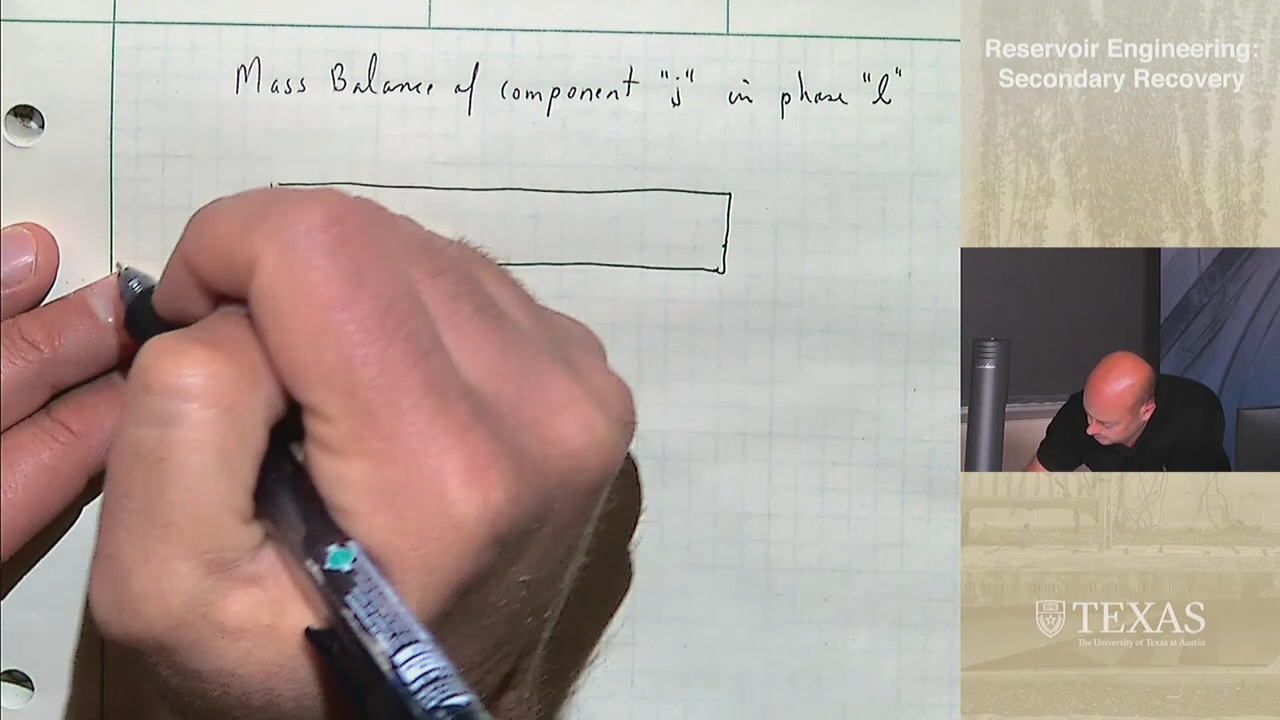 Mass Balance of component "j" in phase "l"
Reservoir Engineering:
Secondary Recovery
TEXAS
The University of Texas at Austin